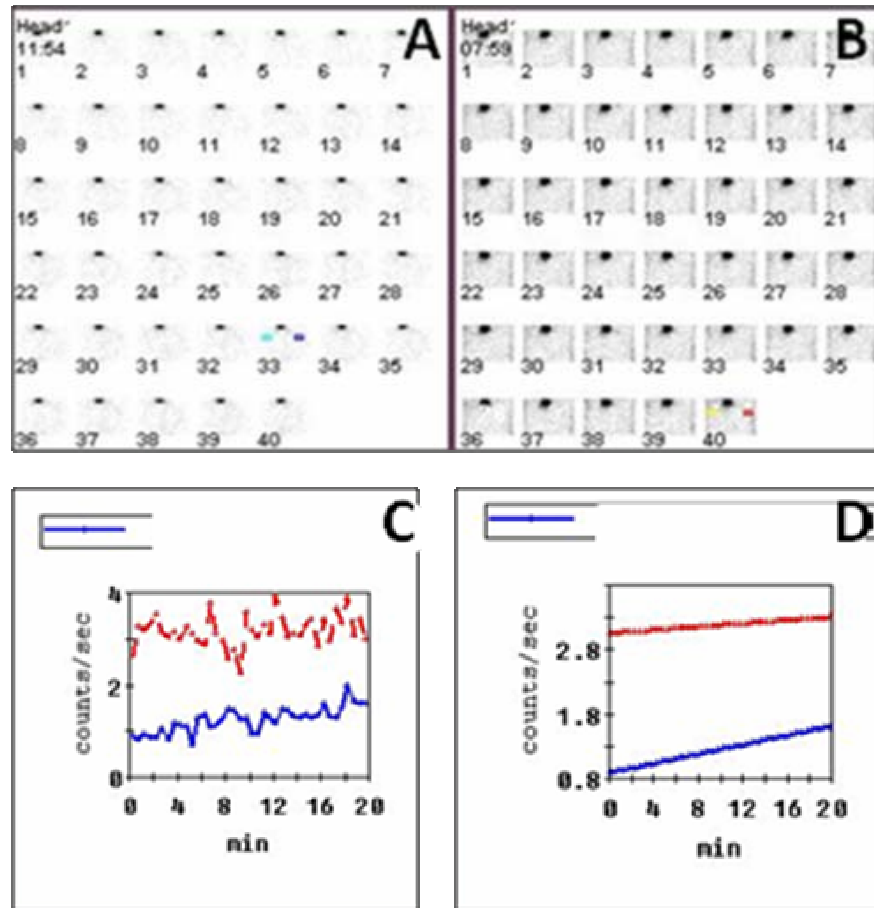 Head' A
11:54
1 2 3 4 5 6 7
8 9 10 11 12 13 14
15 16 17 18 19 20 21
22 23 24 25 26 27 28
29 30 31 32 33 34 35
36 37 38 39 40
Head' B
07:59
1 2 3 4 5 6 7
8 9 10 11 12 13 14
15 16 17 18 19 20 21
22 23 24 25 26 27 28
29 30 31 32 33 34 35
36 37 38 39 40
C
4
2
0
counts/sec
0 4 8 12 16 20
min
D
2.8
1.8
0.8
counts/sec
0 4 8 12 16 20
min